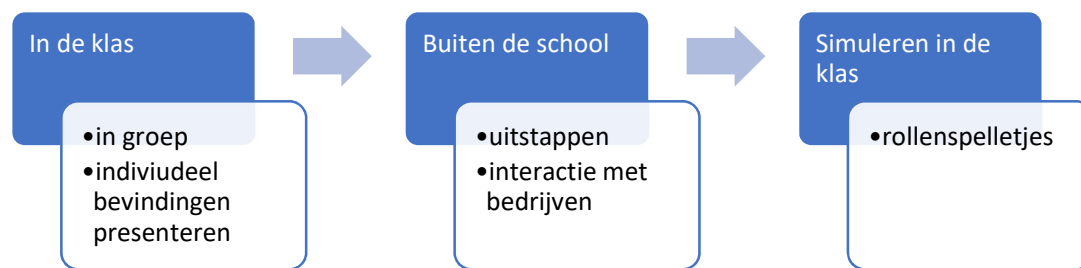 In de klas
•in groep
•indiviudeel
bevindingen
presenteren
Buiten de school
•uitstappen
•interactie met
bedrijven
Simuleren in de
klas
•rollenspelletjes